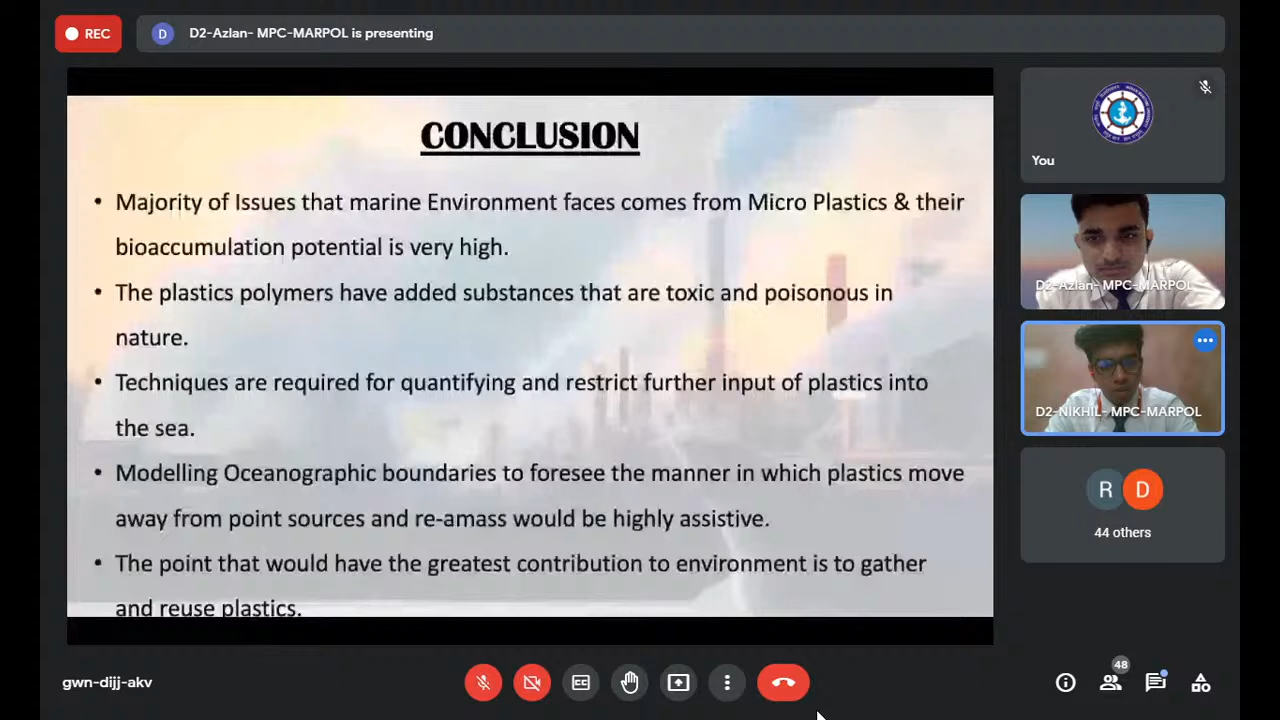 REC
D
D2-Azlan- MPC-MARPOL is presenting
CONCLUSION
• Majority of Issues that marine Environment faces comes from Micro Plastics & their
bioaccumulation potential is very high.
• The plastics polymers have added substances that are toxic and poisonous in
nature.
• Techniques are required for quantifying and restrict further input of plastics into
the sea.
• Modelling Oceanographic boundaries to foresee the manner in which plastics move
away from point sources and re-amass would be highly assistive.
• The point that would have the greatest contribution to environment is to gather
and reuse plastics.
You
D2-Azlan- MPC-MARPOL
D2-NIKHIL- MPC-MARPOL
R D
44 others
gwn-dijj-akv
CC
48